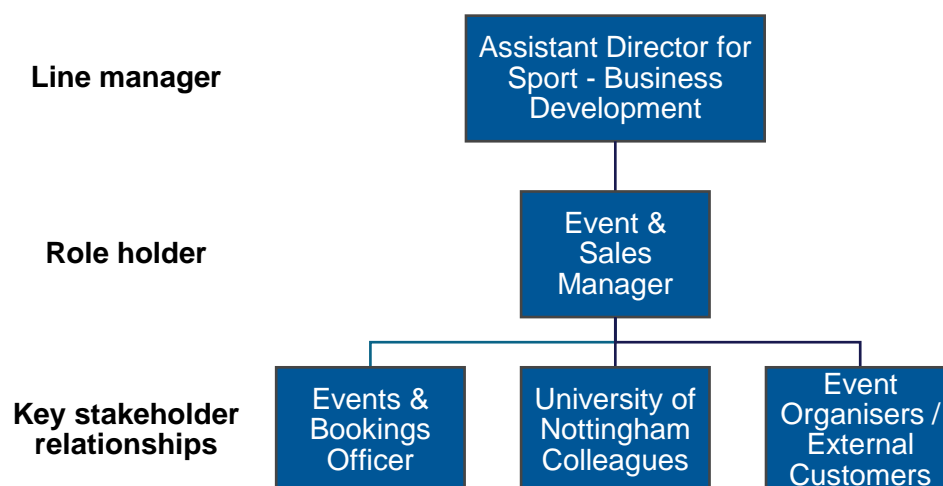 Line manager
Assistant Director for
Sport - Business
Development
Role holder
Event &
Sales
Manager
Key stakeholder
relationships
Events &
Bookings
Officer
University of
Nottingham
Colleagues
Event
Organisers /
External
Customers